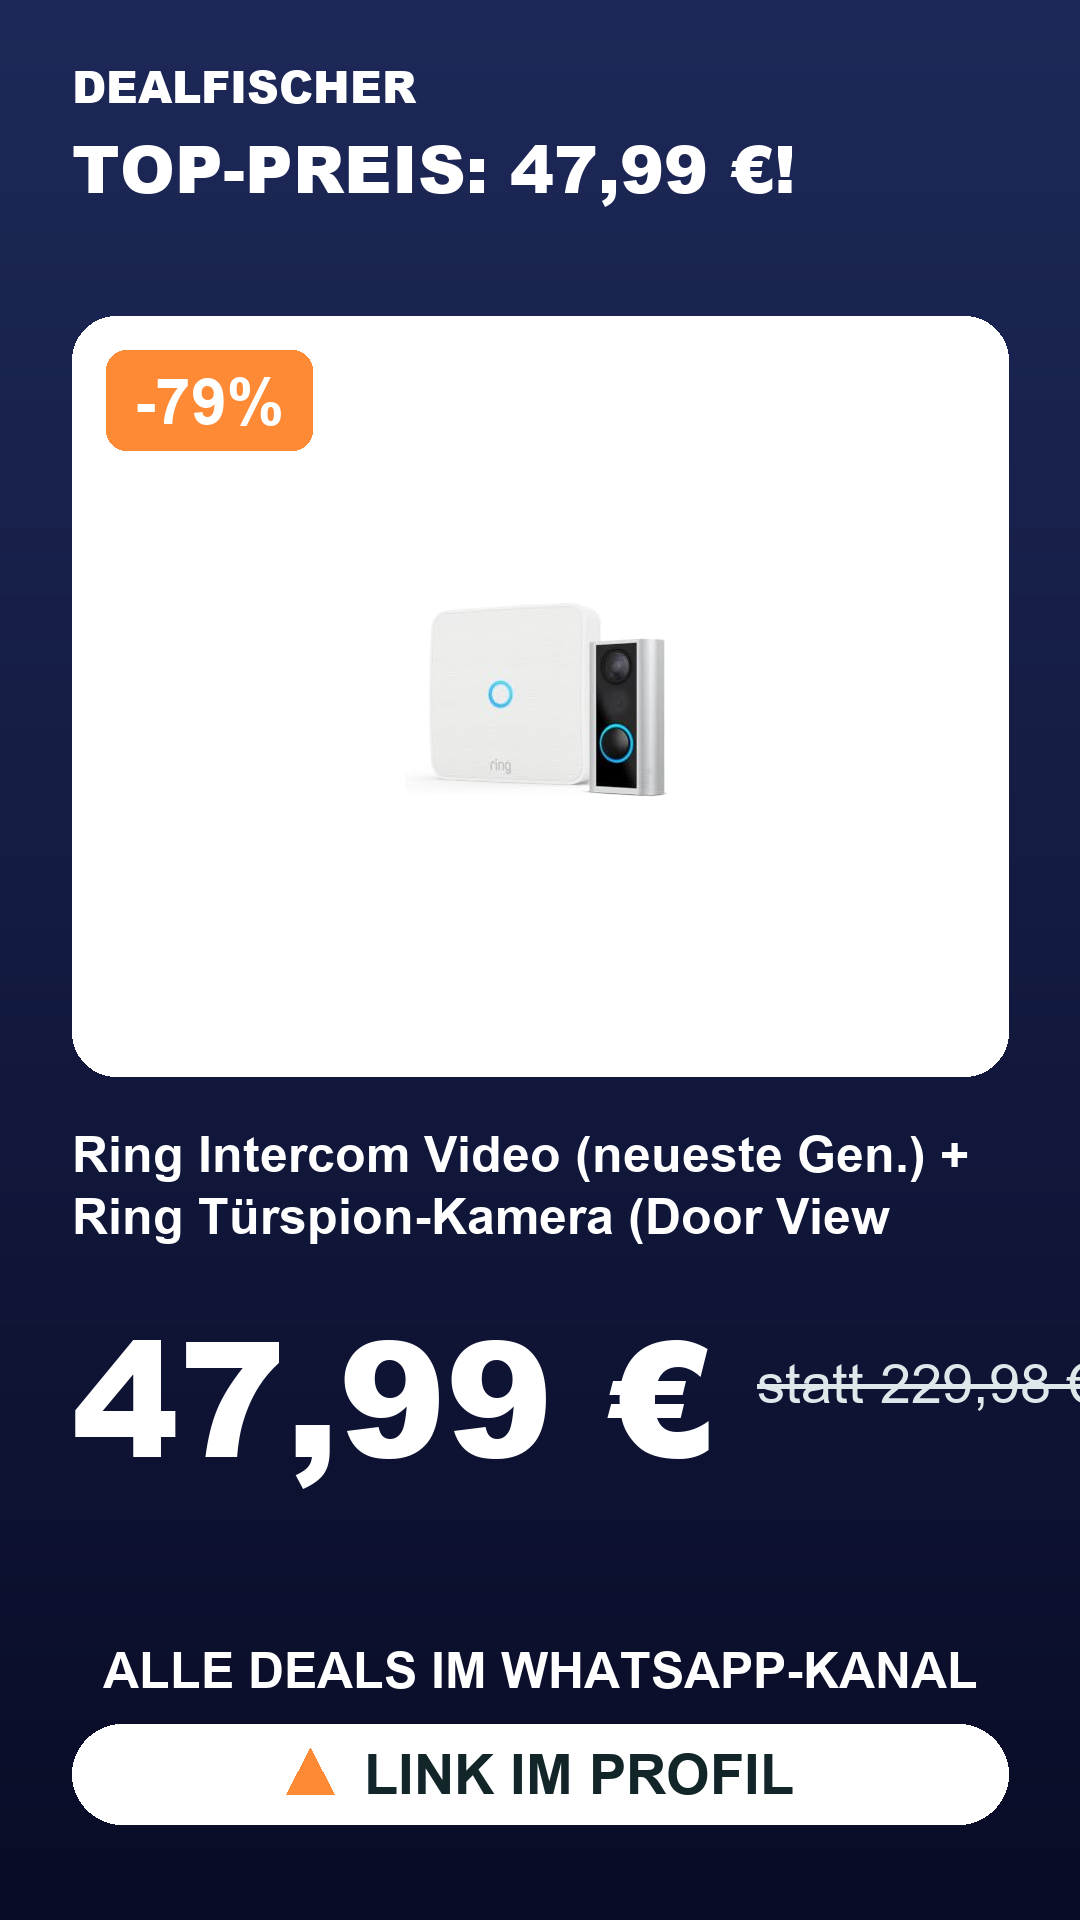 DEALFISCHER
TOP-PREIS: 47,99 €!
-79%
ring
Ring Intercom Video (neueste Gen.) +
Ring Türspion-Kamera (Door View
47,99 € statt 229,98 €
ALLE DEALS IM WHATSAPP-KANAL
LINK IM PROFIL